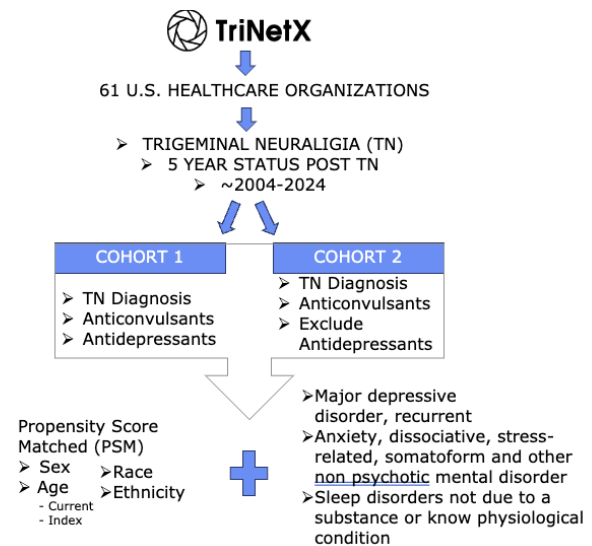 TriNetX
61 U.S. HEALTHCARE ORGANIZATIONS
➢ TRIGEMINAL NEURALIGIA (TN)
➢ 5 YEAR STATUS POST TN
➢ ~2004-2024
COHORT 1
➢ TN Diagnosis
➢ Anticonvulsants
➢ Antidepressants
COHORT 2
➢ TN Diagnosis
➢ Anticonvulsants
➢ Exclude
Antidepressants
Propensity Score
Matched (PSM)
➢ Sex
➢ Age
- Current
- Index
➢Race
➢Ethnicity
➢Major depressive
disorder, recurrent
➢Anxiety, dissociative, stress-
related, somatoform and other
non psychotic mental disorder
➢Sleep disorders not due to a
substance or know physiological
condition